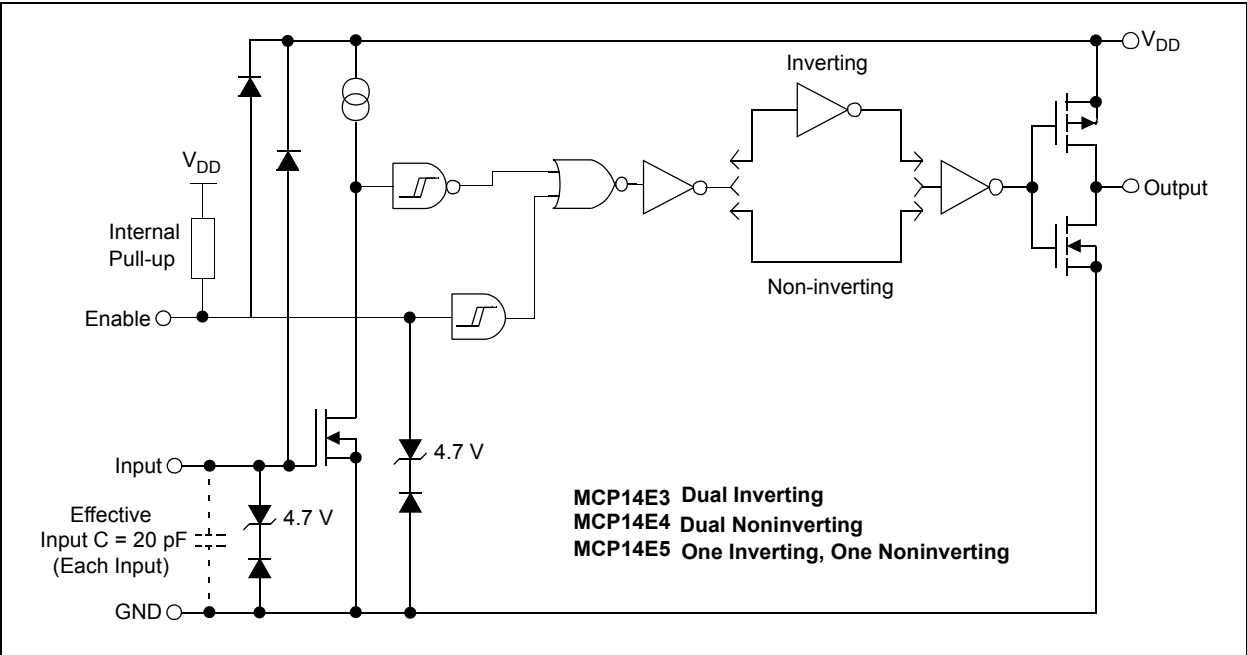 V_DD
Inverting
V_DD
Output
Internal
Pull-up
Non-inverting
Enable
Input
4.7 V
4.7 V
Effective
Input C = 20 pF
(Each Input)
MCP14E3 Dual Inverting
MCP14E4 Dual Noninverting
MCP14E5 One Inverting, One Noninverting
GND